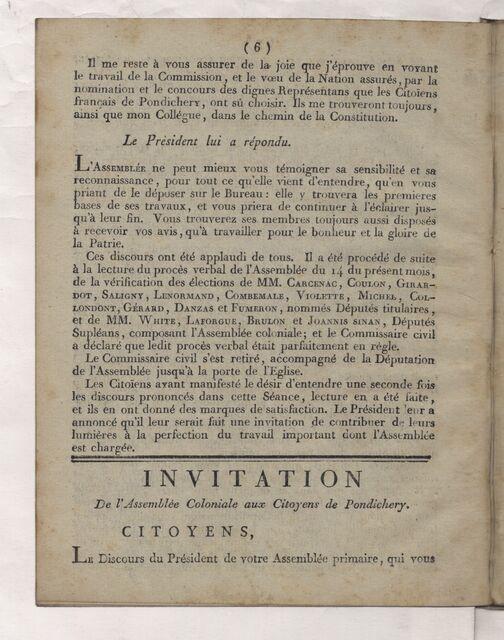 ( 6 )
Il me reste à vous assurer de la joie que j'éprouve en voyant
le travail de la Commission, et le vœu de la Nation assurés, par la
nomination et le concours des dignes Représentans que les Citoïens
français de Pondichery, ont sû choisir. Ils me trouveront toujours,
ainsi que mon Collégue, dans le chemin de la Constitution.
Le Président lui a répondu.
L'ASSEMBLÉE ne peut mieux vous témoigner sa sensibilité et sa
reconnaissance, pour tout ce qu'elle vient d'entendre, qu'en vous
priant de le déposer sur le Bureau : elle y trouvera les premieres
bases de ses travaux, et vous priera de continuer à l'éclairer jus-
qu'à leur fin. Vous trouverez ses membres toujours aussi disposés
à recevoir vos avis, qu'à travailler pour le bonheur et la gloire de
la Patrie.
Ces discours ont été applaudi de tous. Il a été procédé de suite
à la lecture du procès verbal de l'Assemblée du 14 du présent mois,
de la vérification des élections de MM. CARCENAC, COULON, GIRAR-
DOT, SALIGNY, LENORMAND, COMBEMALE, VIOLETTE, MICHEL, COL-
LONDONT, GÉRARD, DANZAS et FUMERON, nommés Députés titulaires,
et de MM. WHITE, LAFORGUE, BRULON et JOANNIS SINAN, Députés
Supléans, composant l'Assemblée coloniale; et le Commissaire civil
a déclaré que ledit procès verbal était parfaitement en règle.
Le Commissaire civil s'est retiré, accompagné de la Députation
de l'Assemblée jusqu'à la porte de l'Eglise.
Les Citoïens ayant manifesté le désir d'entendre une seconde fois
les discours prononcés dans cette Séance, lecture en a été faite,
et ils en ont donné des marques de satisfaction. Le Président leur a
annoncé qu'il leur serait fait une invitation de contribuer de leurs
lumières à la perfection du travail important dont l'Assemblée
est chargée.
INVITATION
De l'Assemblée Coloniale aux Citoyens de Pondichery.
CITOYENS,
LE Discours du Président de votre Assemblée primaire, qui vous